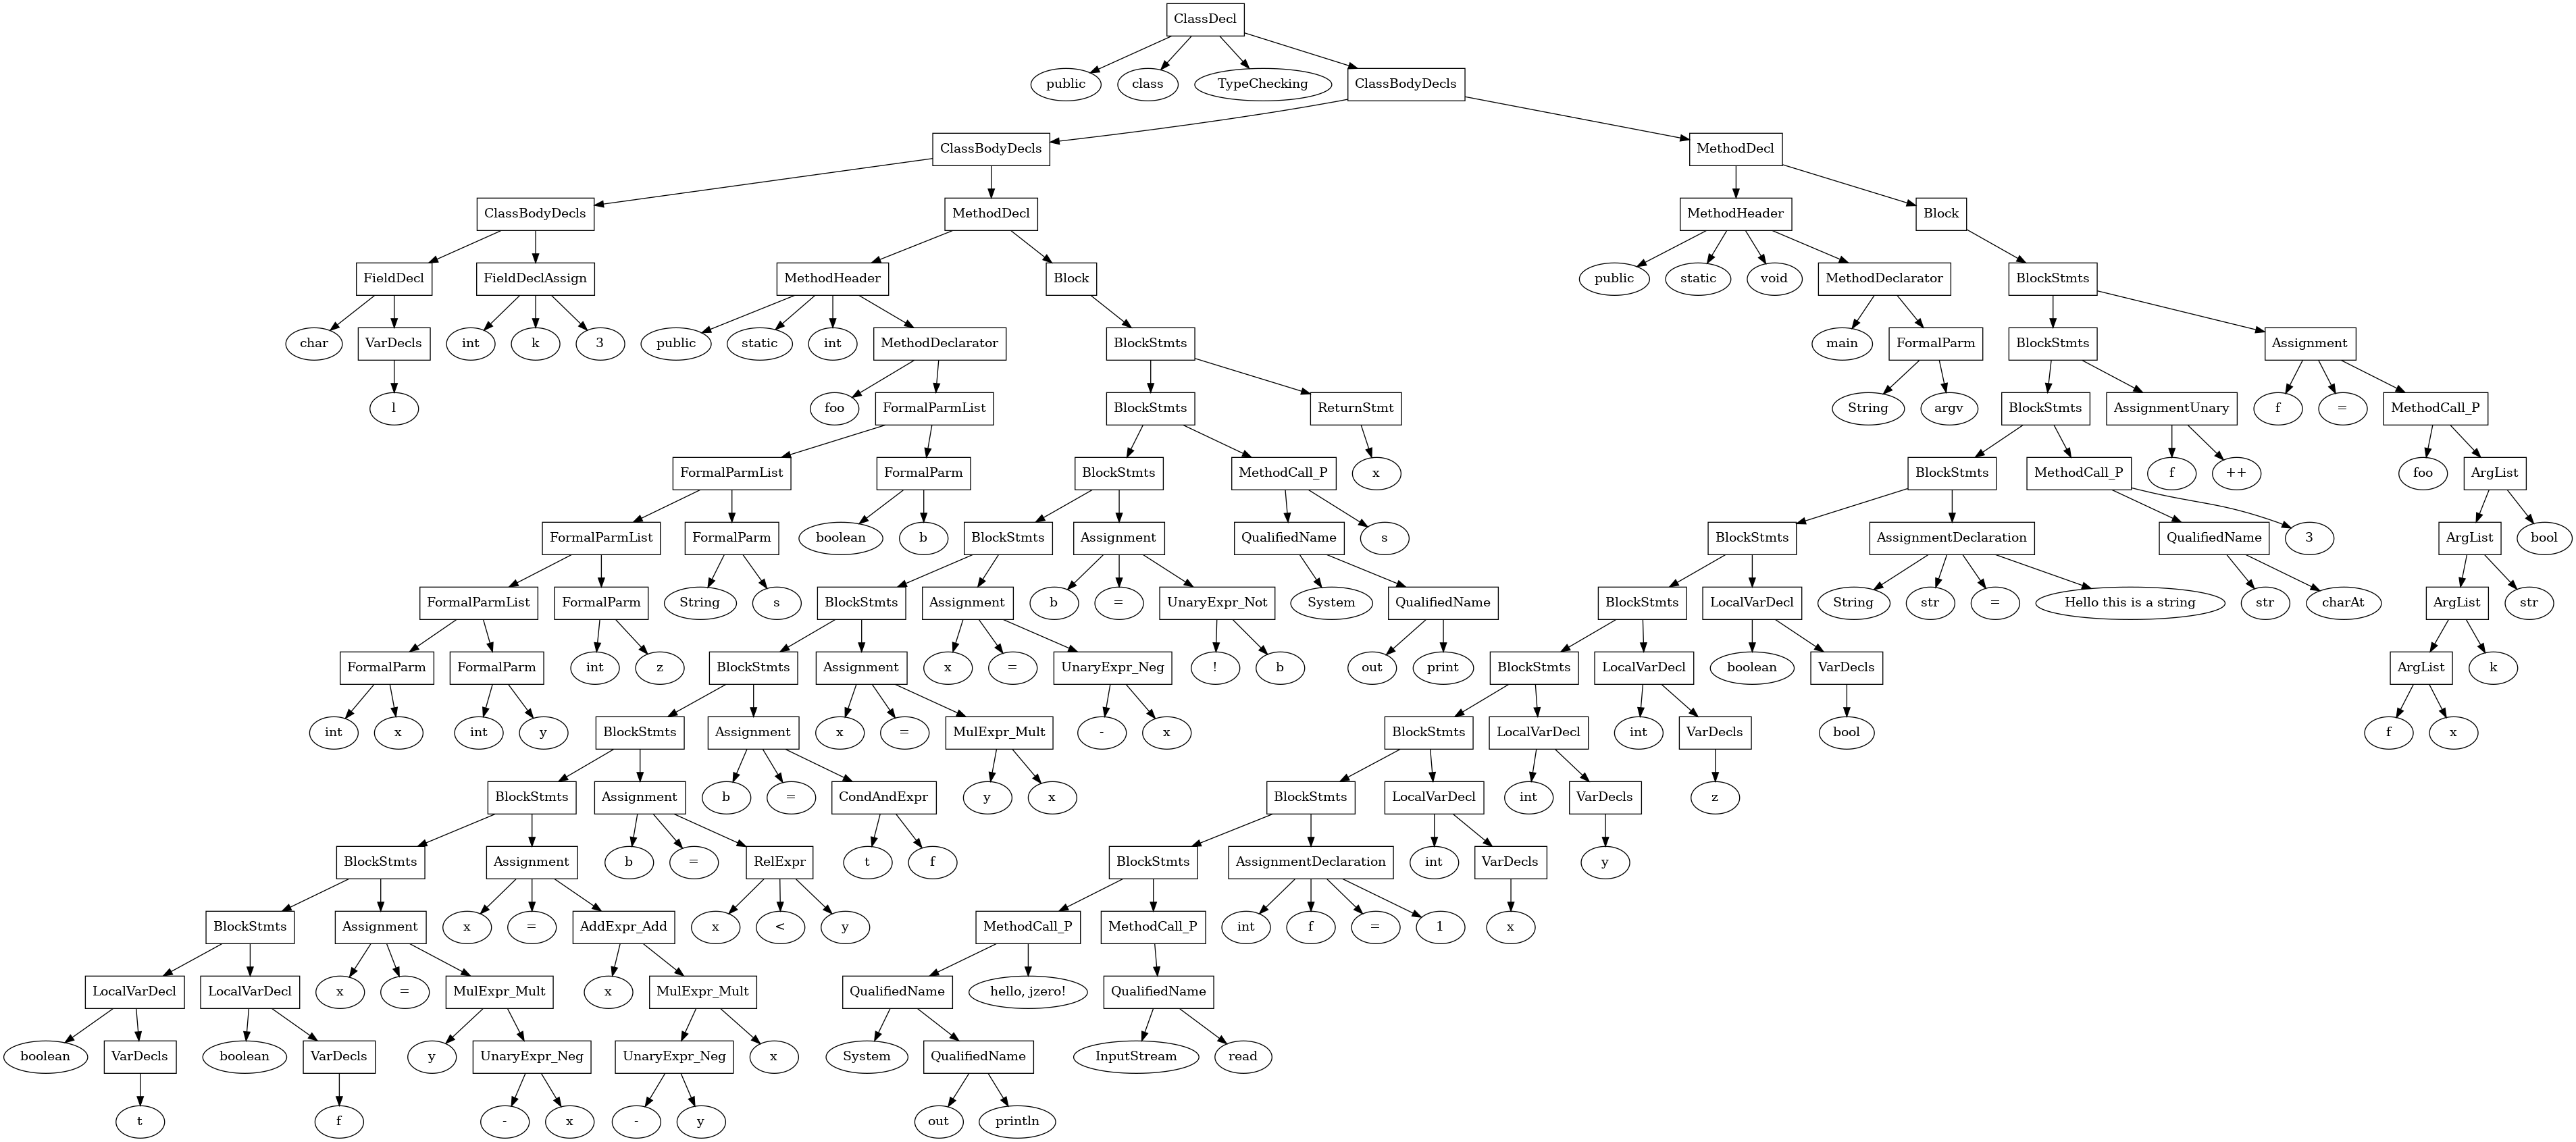 ClassDecl
public class TypeChecking ClassBodyDecls
ClassBodyDecls MethodDecl
ClassBodyDecls MethodDecl MethodHeader Block
FieldDecl FieldDeclAssign MethodHeader Block public static void MethodDeclarator BlockStmts
char VarDecls int k 3 public static int MethodDeclarator BlockStmts main FormalParm BlockStmts Assignment
l foo FormalParmList BlockStmts ReturnStmt String argv BlockStmts AssignmentUnary f = MethodCall_P
FormalParmList FormalParm BlockStmts MethodCall_P x BlockStmts MethodCall_P f ++ foo ArgList
FormalParmList FormalParm boolean b BlockStmts Assignment QualifiedName s BlockStmts AssignmentDeclaration QualifiedName 3 ArgList bool
FormalParmList FormalParm String s BlockStmts Assignment b = UnaryExpr_Not System QualifiedName BlockStmts LocalVarDecl String str = Hello this is a string str charAt ArgList str
FormalParm FormalParm int z BlockStmts Assignment x = UnaryExpr_Neg ! b out print BlockStmts LocalVarDecl boolean VarDecls ArgList k
int x int y BlockStmts Assignment x = MulExpr_Mult - x BlockStmts LocalVarDecl int VarDecls bool f x
BlockStmts Assignment b = CondAndExpr y x BlockStmts LocalVarDecl int VarDecls z
BlockStmts Assignment b = RelExpr t f BlockStmts AssignmentDeclaration int VarDecls y
BlockStmts Assignment x = AddExpr_Add x < y MethodCall_P MethodCall_P int f = 1 x
LocalVarDecl LocalVarDecl x = MulExpr_Mult x MulExpr_Mult QualifiedName hello, jzero! QualifiedName
boolean VarDecls boolean VarDecls y UnaryExpr_Neg UnaryExpr_Neg x System QualifiedName InputStream read
t f - x - y out println